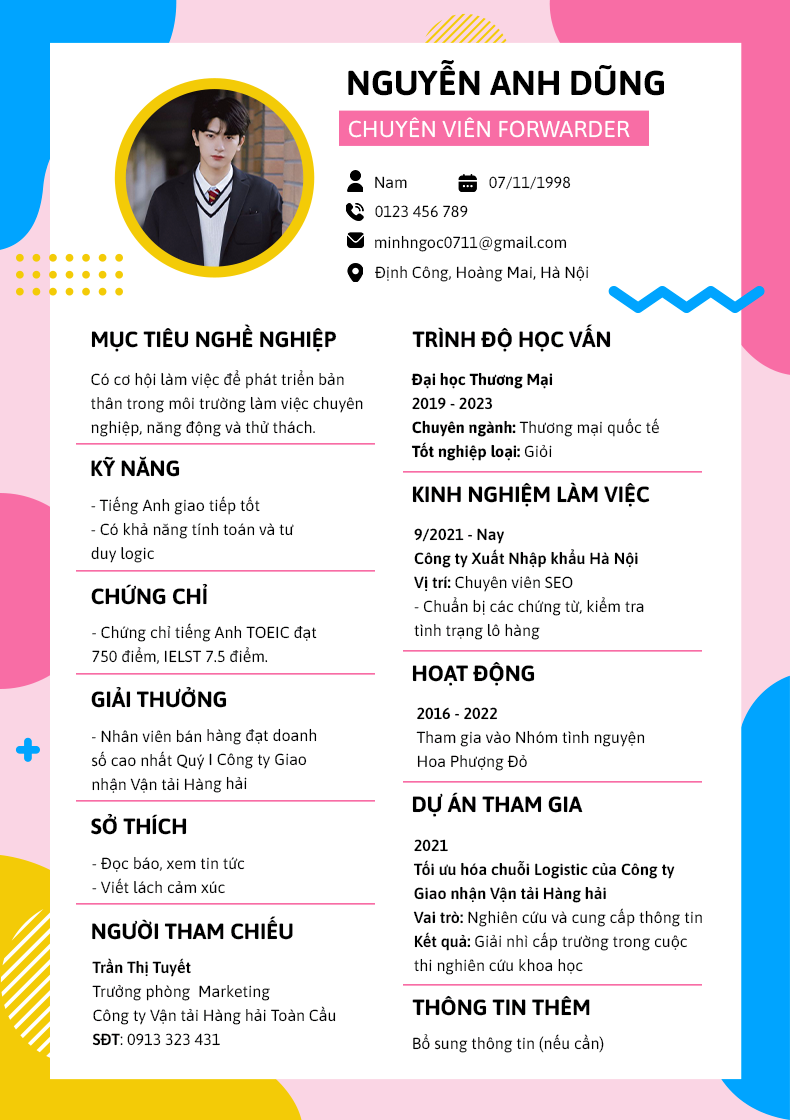 NGUYỄN ANH DŨNG
CHUYÊN VIÊN FORWARDER
Nam 07/11/1998
0123 456 789
minhngoc0711@gmail.com
Định Công, Hoàng Mai, Hà Nội
MỤC TIÊU NGHỀ NGHIỆP
Có cơ hội làm việc để phát triển bản
thân trong môi trường làm việc chuyên
nghiệp, năng động và thử thách.
KỸ NĂNG
- Tiếng Anh giao tiếp tốt
- Có khả năng tính toán và tư
duy logic
CHỨNG CHỈ
- Chứng chỉ tiếng Anh TOEIC đạt
750 điểm, IELST 7.5 điểm.
GIẢI THƯỞNG
- Nhân viên bán hàng đạt doanh
số cao nhất Quý I Công ty Giao
nhận Vận tải Hàng hải
SỞ THÍCH
- Đọc báo, xem tin tức
- Viết lách cảm xúc
NGƯỜI THAM CHIẾU
Trần Thị Tuyết
Trưởng phòng Marketing
Công ty Vận tải Hàng hải Toàn Cầu
SĐT: 0913 323 431
TRÌNH ĐỘ HỌC VẤN
Đại học Thương Mại
2019 - 2023
Chuyên ngành: Thương mại quốc tế
Tốt nghiệp loại: Giỏi
KINH NGHIỆM LÀM VIỆC
9/2021 - Nay
Công ty Xuất Nhập khẩu Hà Nội
Vị trí: Chuyên viên SEO
- Chuẩn bị các chứng từ, kiểm tra
tình trạng lô hàng
HOẠT ĐỘNG
2016 - 2022
Tham gia vào Nhóm tình nguyện
Hoa Phượng Đỏ
DỰ ÁN THAM GIA
2021
Tối ưu hóa chuỗi Logistic của Công ty
Giao nhận Vận tải Hàng hải
Vai trò: Nghiên cứu và cung cấp thông tin
Kết quả: Giải nhì cấp trường trong cuộc
thi nghiên cứu khoa học
THÔNG TIN THÊM
Bổ sung thông tin (nếu cần)